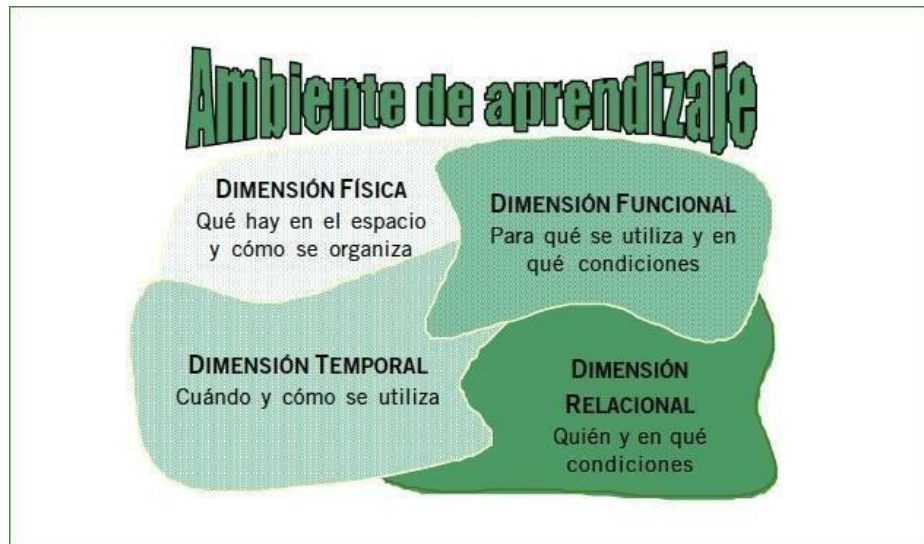 Ambiente de aprendizaje
DIMENSIÓN FÍSICA
Qué hay en el espacio
y cómo se organiza
DIMENSIÓN FUNCIONAL
Para qué se utiliza y en
qué condiciones
DIMENSIÓN TEMPORAL
Cuándo y cómo se utiliza
DIMENSIÓN
RELACIONAL
Quién y en qué
condiciones